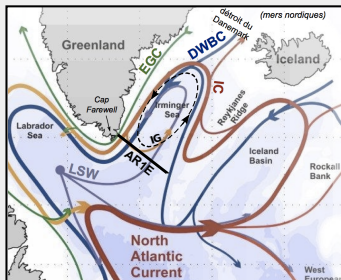 détroit du
Danemark
(mers nordiques)
Greenland
EGC
DWBC
Iceland
IC
Cap
Farewell
Irminger
Sea
Reykjanes
Ridge
Labrador
Sea
IG
AR1E
Iceland
Basin
Rockall
Bank
LSW
North
Atlantic
Current
West
European